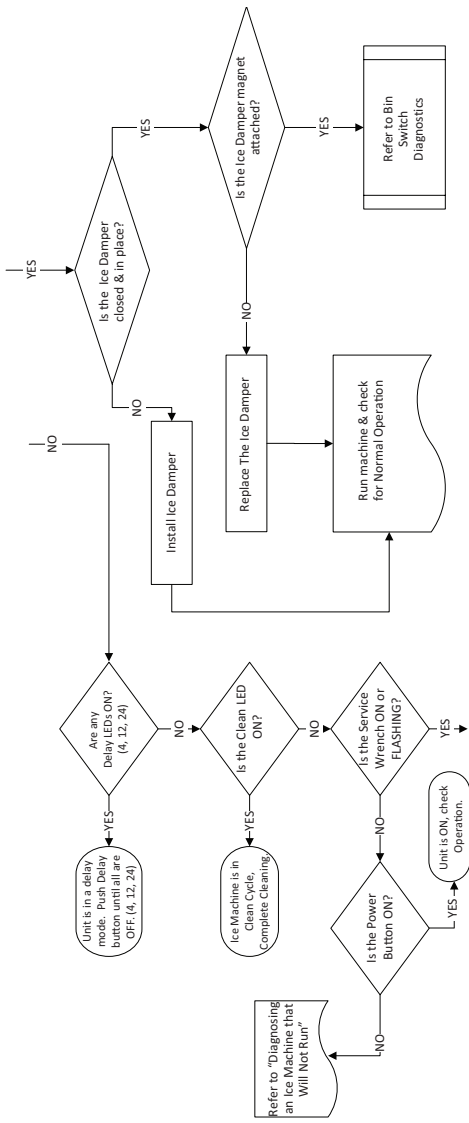 YES
Is the Ice Damper
closed & in place?
YES
NO
Is the Ice Damper magnet
attached?
YES
NO
Refer to Bin
Switch
Diagnostics
Install Ice Damper
Replace The Ice Damper
Run machine & check
for Normal Operation
NO
Are any
Delay LEDs ON?
(4, 12, 24)
YES
Unit is in a delay
mode. Push Delay
button until all are
OFF. (4, 12, 24)
NO
Is the Clean LED
ON?
YES
Ice Machine is in
Clean Cycle,
Complete Cleaning.
NO
Is the Service
Wrench ON or
FLASHING?
YES
NO
Is the Power
Button ON?
YES
Unit is ON, check
Operation.
NO
Refer to “Diagnosing
an Ice Machine that
Will Not Run”